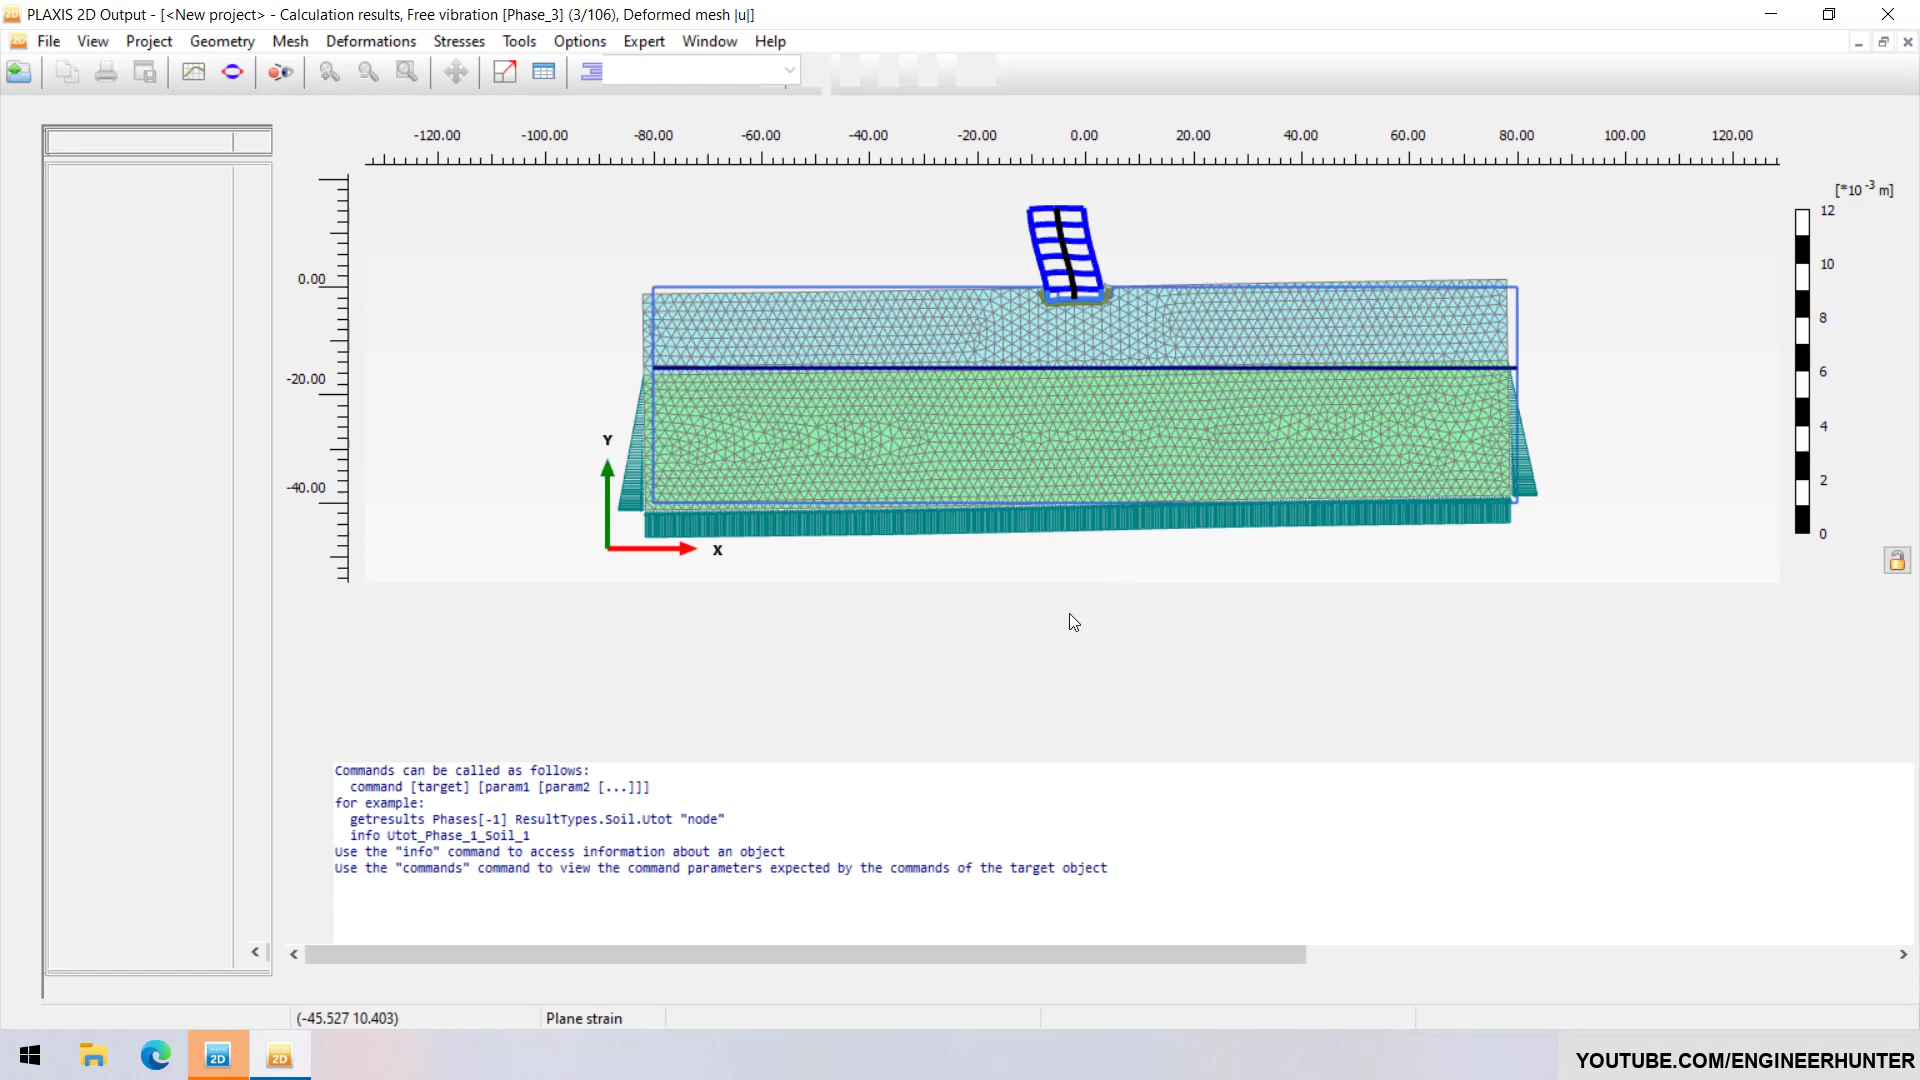 PLAXIS 2D Output - [<New project> - Calculation results, Free vibration [Phase_3] (3/106), Deformed mesh |u|]
File View Project Geometry Mesh Deformations Stresses Tools Options Expert Window Help
-120.00 -100.00 -80.00 -60.00 -40.00 -20.00 0.00 20.00 40.00 60.00 80.00 100.00 120.00
[*10 -3 m]
12
10
8
6
4
2
0
0.00
-20.00
-40.00
Y
X
Commands can be called as follows:
command [target] [param1 [param2 [...]]]
for example:
getresults Phases[-1] ResultTypes.Soil.Utot "node"
info Utot_Phase_1_Soil_1
Use the "info" command to access information about an object
Use the "commands" command to view the command parameters expected by the commands of the target object
(-45.527 10.403) Plane strain
2D 2D
YOUTUBE.COM/ENGINEERHUNTER